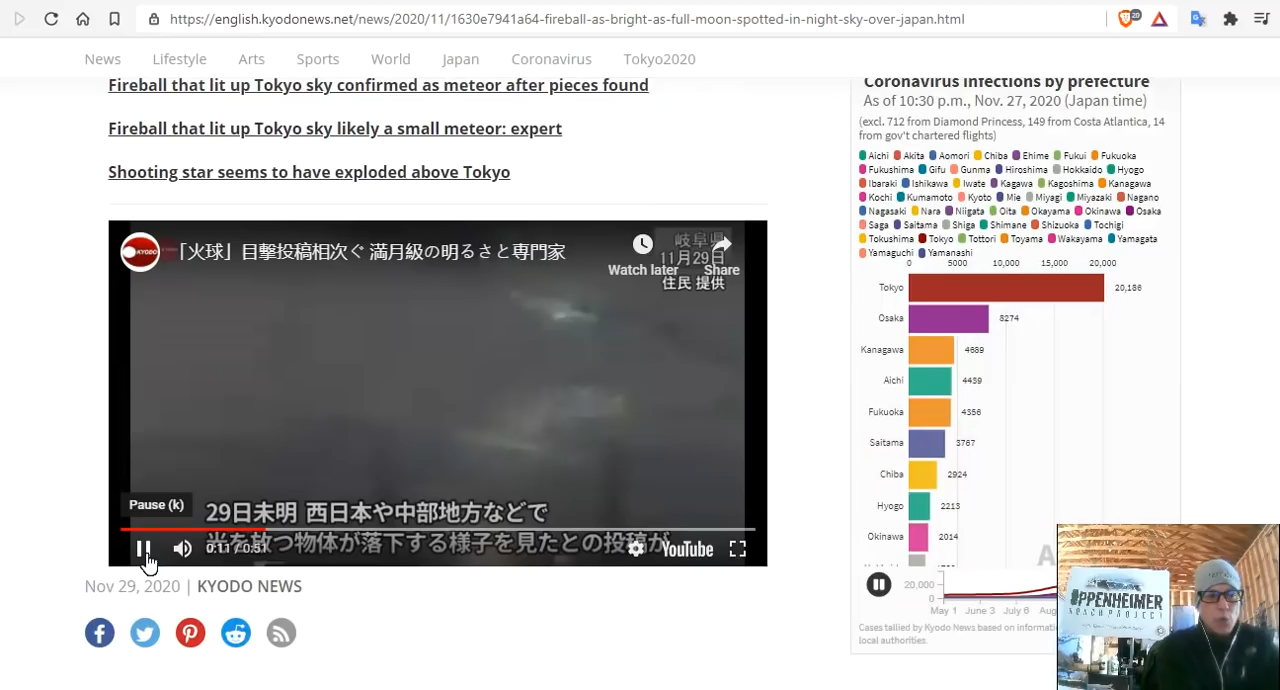 https://english.kyodonews.net/news/2020/11/1630e7941a64-fireball-as-bright-as-full-moon-spotted-in-night-sky-over-japan.html
20
News Lifestyle Arts Sports World Japan Coronavirus Tokyo2020
Fireball that lit up Tokyo sky confirmed as meteor after pieces found
Fireball that lit up Tokyo sky likely a small meteor: expert
Shooting star seems to have exploded above Tokyo
KYODO
「火球」目撃投稿相次ぐ 満月級の明るさと専門家
Watch later
Share
岐阜県
11月29日
住民 提供
Pause (k)
29日未明 西日本や中部地方などで
光を放つ物体が落下する様子を見たとの投稿が
0:11 / 0:51
YouTube
Nov 29, 2020 | KYODO NEWS
Coronavirus infections by prefecture
As of 10:30 p.m., Nov. 27, 2020 (Japan time)
(excl. 712 from Diamond Princess, 149 from Costa Atlantica, 14
from gov't chartered flights)
Aichi Akita Aomori Chiba Ehime Fukui Fukuoka
Fukushima Gifu Gunma Hiroshima Hokkaido Hyogo
Ibaraki Ishikawa Iwate Kagawa Kagoshima Kanagawa
Kochi Kumamoto Kyoto Mie Miyagi Miyazaki Nagano
Nagasaki Nara Niigata Oita Okayama Okinawa Osaka
Saga Saitama Shiga Shimane Shizuoka Tochigi
Tokushima Tokyo Tottori Toyama Wakayama Yamagata
Yamaguchi Yamanashi
0 5000 10,000 15,000 20,000
Tokyo 20,186
Osaka 8274
Kanagawa 4689
Aichi 4439
Fukuoka 4356
Saitama 3767
Chiba 2924
Hyogo 2213
Okinawa 2014
A
20,000
0
May 1 June 3 July 6 Aug
Cases tallied by Kyodo News based on informati
local authorities.
OPPENHEIMER
RANCH PROJECT